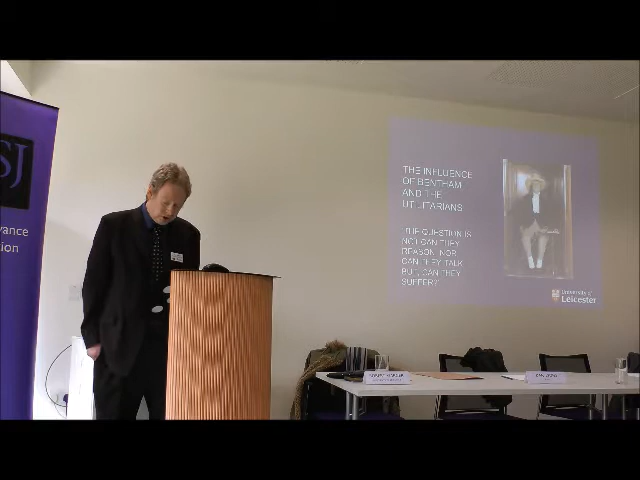 SJ
vance
tion
THE INFLUENCE
OF BENTHAM
AND THE
UTILITARIANS
'THE QUESTION IS
NOT CAN THEY
REASON, NOR
CAN THEY TALK
BUT, CAN THEY
SUFFER?'
University of
Leicester